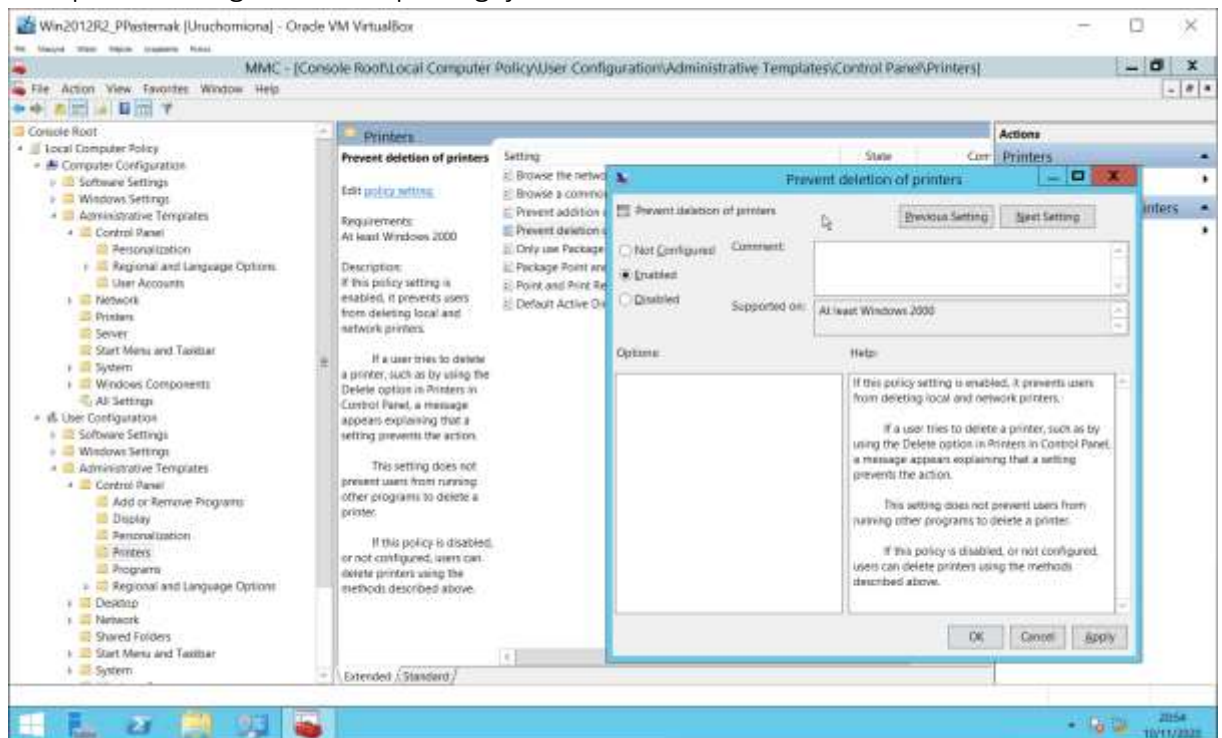 Win2012R2_PPasternak [Uruchomiona] - Oracle VM VirtualBox
MMC - [Console Root\Local Computer Policy\User Configuration\Administrative Templates\Control Panel\Printers]
File Action View Favorites Window Help
Console Root
Local Computer Policy
Computer Configuration
Software Settings
Windows Settings
Administrative Templates
Control Panel
Personalization
Regional and Language Options
User Accounts
Network
Printers
Server
Start Menu and Taskbar
System
Windows Components
All Settings
User Configuration
Software Settings
Windows Settings
Administrative Templates
Control Panel
Add or Remove Programs
Display
Personalization
Printers
Programs
Regional and Language Options
Desktop
Network
Shared Folders
Start Menu and Taskbar
System
Printers
Prevent deletion of printers
Edit policy setting
Requirements:
At least Windows 2000
Description:
If this policy setting is
enabled, it prevents users
from deleting local and
network printers.
If a user tries to delete
a printer, such as by using the
Delete option in Printers in
Control Panel, a message
appears explaining that a
setting prevents the action.
This setting does not
prevent users from running
other programs to delete a
printer.
If this policy is disabled,
or not configured, users can
delete printers using the
methods described above.
Setting State Com
Browse the netwo
Browse a commo
Prevent addition
Prevent deletion
Only use Package
Package Point an
Point and Print Re
Default Active Di
Extended Standard
Actions
Printers
inters
Prevent deletion of printers
Prevent deletion of printers
Previous Setting Next Setting
Not Configured Comment:
Enabled
Disabled
Supported on: At least Windows 2000
Options: Help:
If this policy setting is enabled, it prevents users
from deleting local and network printers.
If a user tries to delete a printer, such as by
using the Delete option in Printers in Control Panel,
a message appears explaining that a setting
prevents the action.
This setting does not prevent users from
running other programs to delete a printer.
If this policy is disabled, or not configured,
users can delete printers using the methods
described above.
OK Cancel Apply
20:54